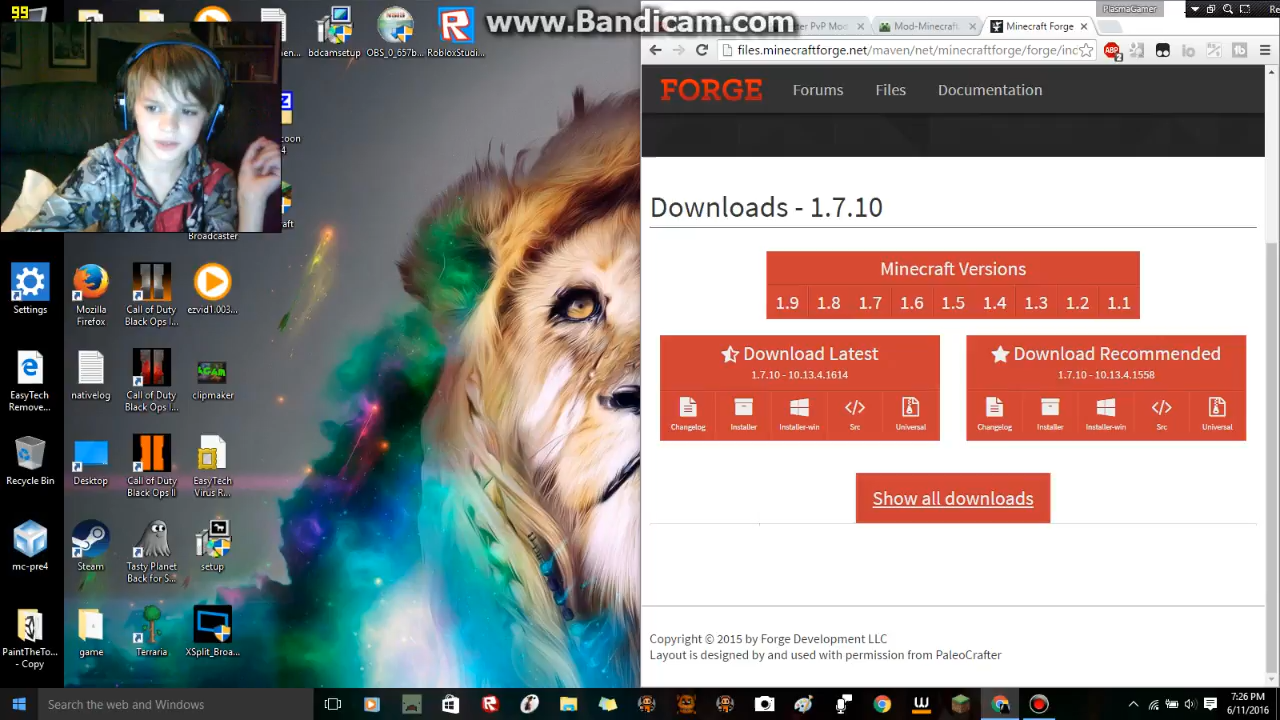 99
www.Bandicam.com
bdcamsetup
OBS_0_657b...
RobloxStudi...
Broadcaster
Settings
Mozilla
Firefox
Call of Duty
Black Ops I...
ezvid1.003...
EasyTech
Remove...
nativelog
Call of Duty
Black Ops I...
clipmaker
Recycle Bin
Desktop
Call of Duty
Black Ops II
EasyTech
Virus R...
mc-pre4
Steam
Tasty Planet
Back for S...
setup
PaintTheTo...
- Copy
game
Terraria
XSplit_Broa...
PlasmaGamer
der PvP Mod
Mod-Minecraft
Minecraft Forge
files.minecraftforge.net/maven/net/minecraftforge/forge/inc
ABP
2
FORGE
Forums
Files
Documentation
Downloads - 1.7.10
Minecraft Versions
1.9 1.8 1.7 1.6 1.5 1.4 1.3 1.2 1.1
Download Latest
1.7.10 - 10.13.4.1614
Changelog Installer Installer-win Src Universal
Download Recommended
1.7.10 - 10.13.4.1558
Changelog Installer Installer-win Src Universal
Show all downloads
Copyright © 2015 by Forge Development LLC
Layout is designed by and used with permission from PaleoCrafter
Search the web and Windows
7:26 PM
6/11/2016